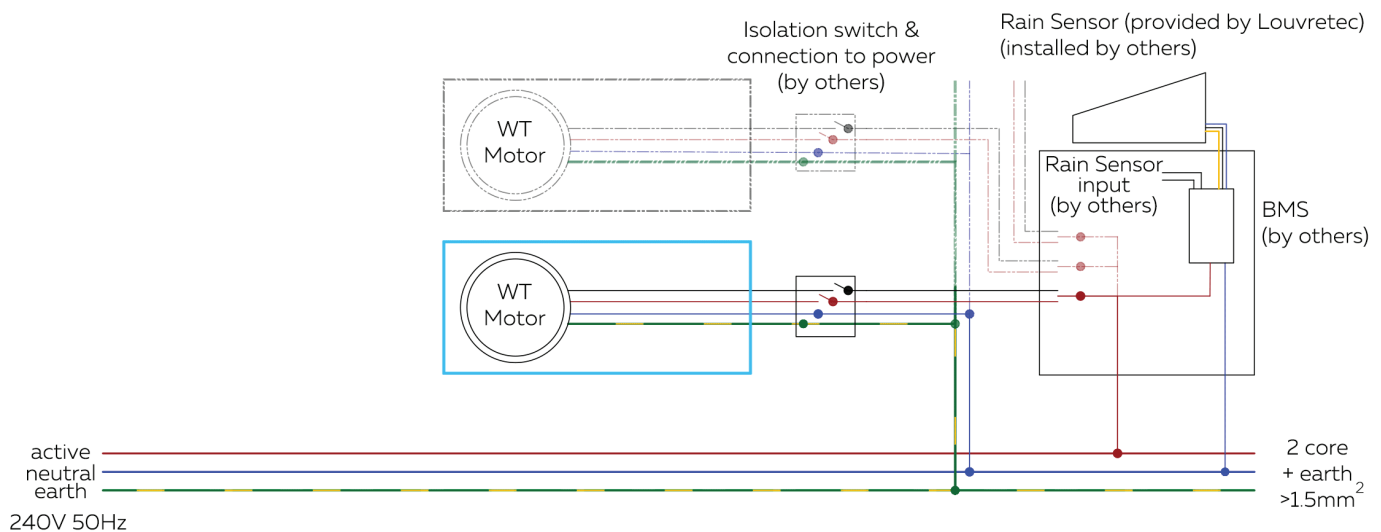 Isolation switch &
connection to power
(by others)
Rain Sensor (provided by Louvretec)
(installed by others)
WT
Motor
Rain Sensor
input
(by others)
BMS
(by others)
WT
Motor
active
neutral
earth
240V 50Hz
2 core
+ earth
>1.5mm²